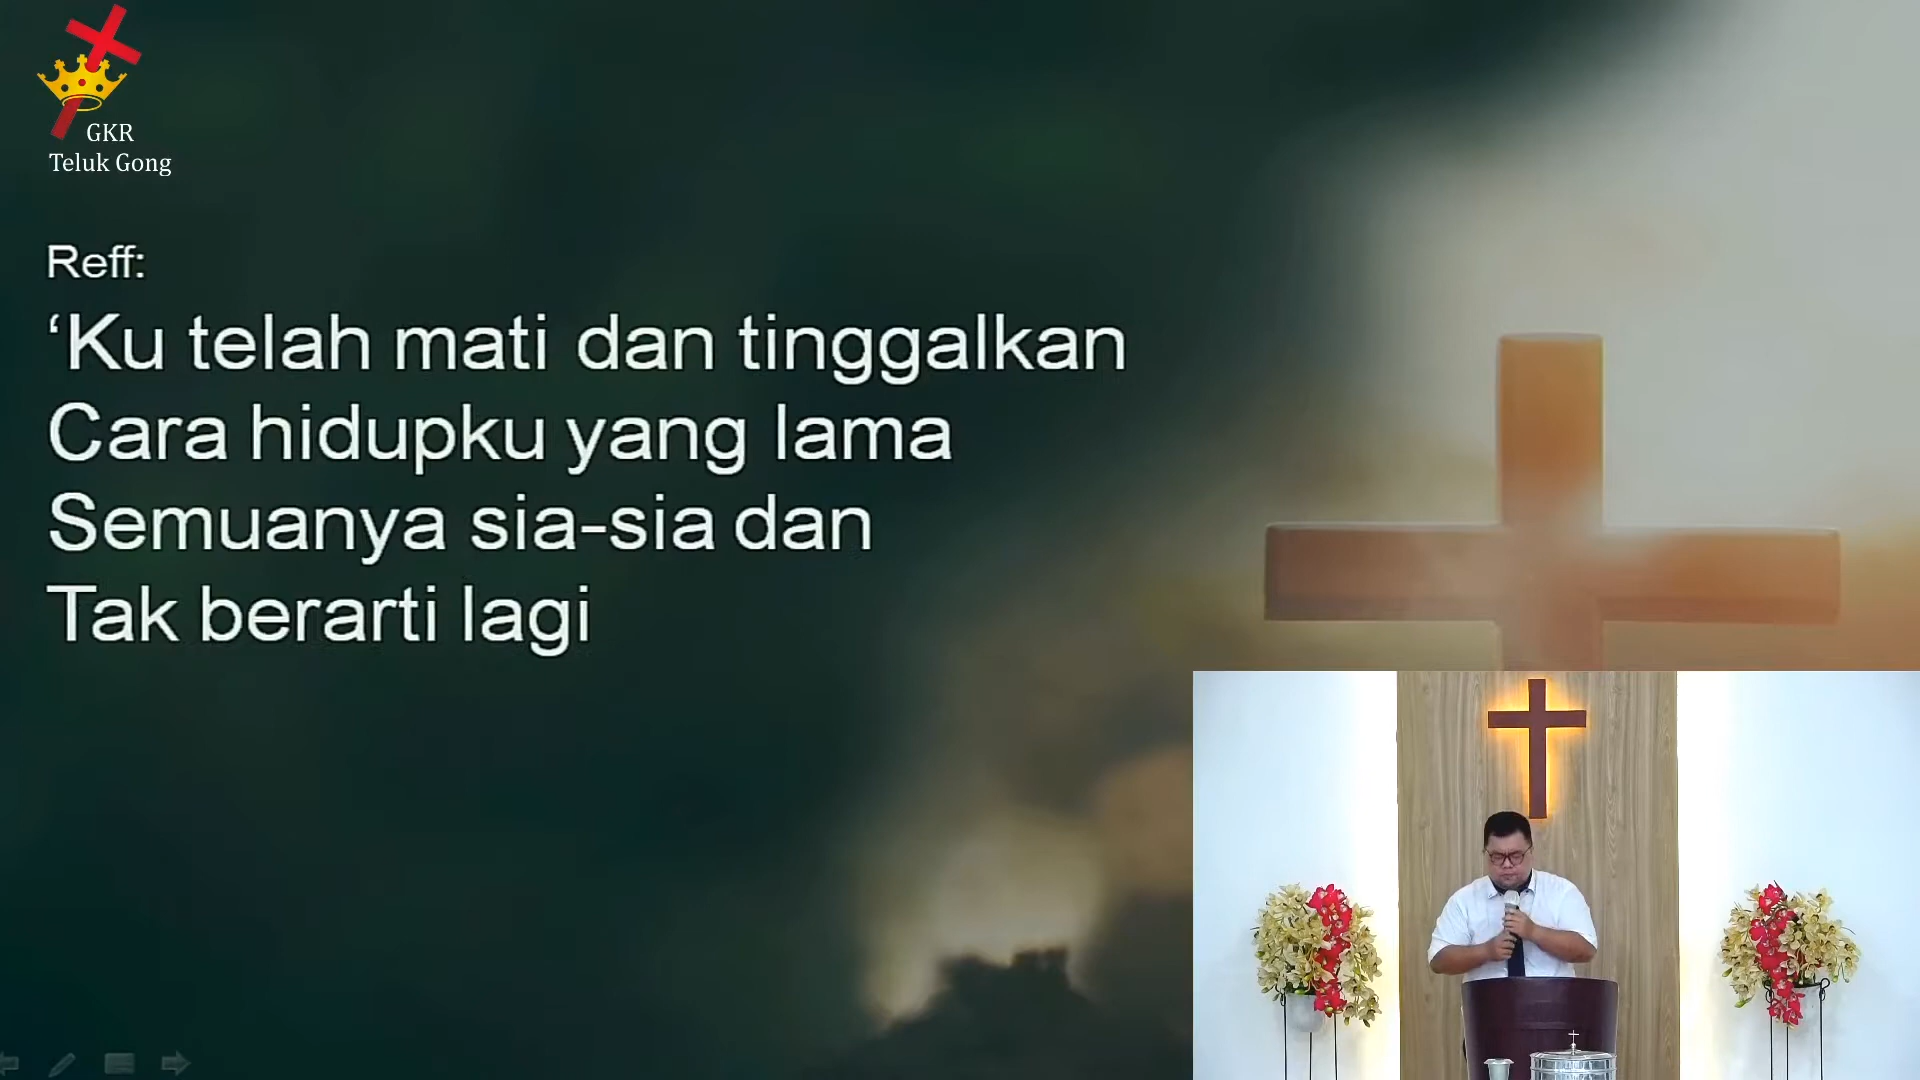 GKR
Teluk Gong
Reff:
‘Ku telah mati dan tinggalkan
Cara hidupku yang lama
Semuanya sia-sia dan
Tak berarti lagi